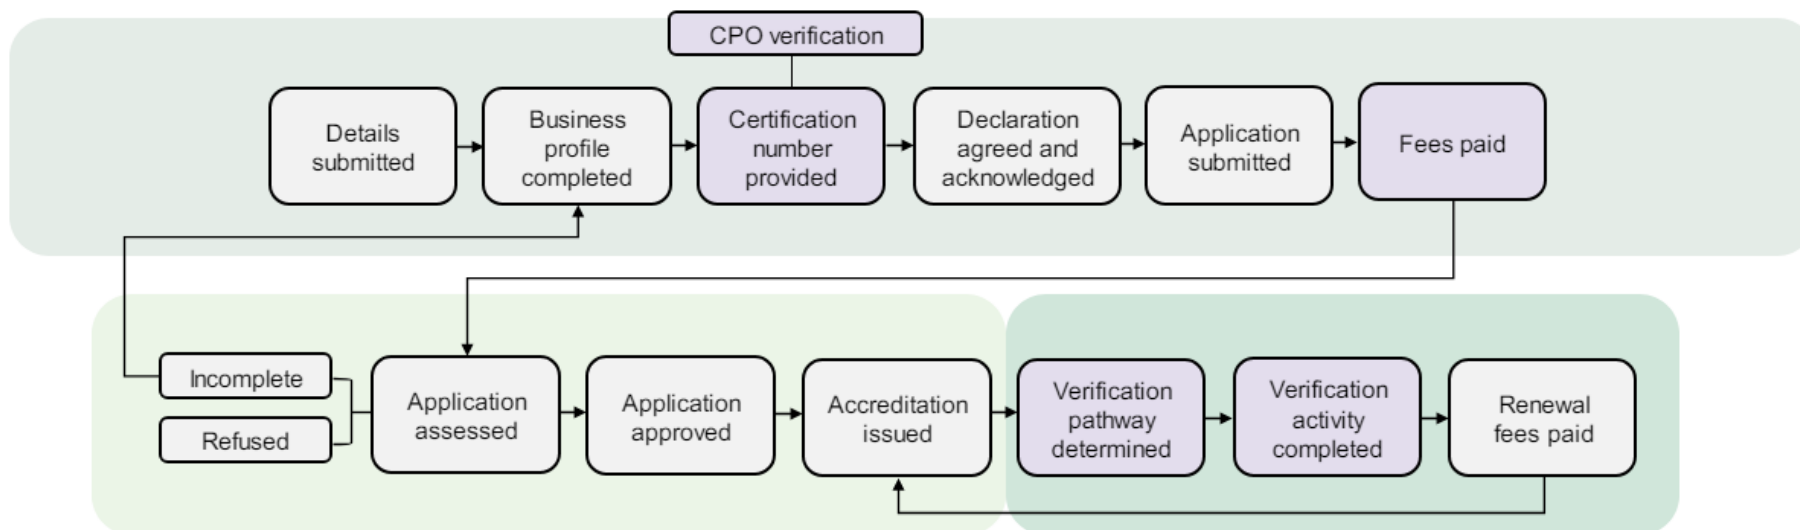 CPO verification
Details
submitted
Business
profile
completed
Certification
number
provided
Declaration
agreed and
acknowledged
Application
submitted
Fees paid
Incomplete
Refused
Application
assessed
Application
approved
Accreditation
issued
Verification
pathway
determined
Verification
activity
completed
Renewal
fees paid